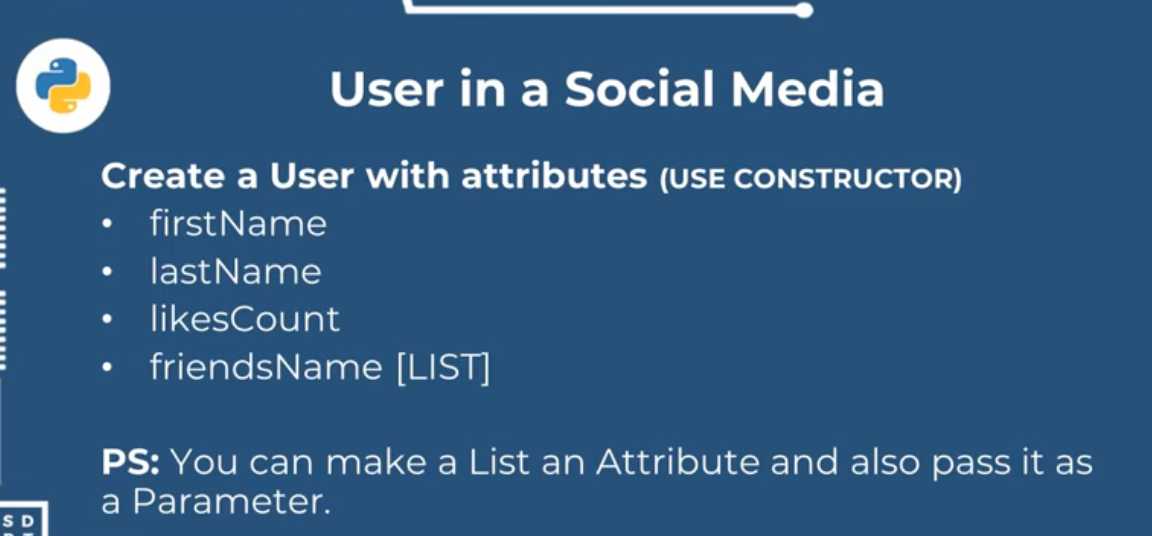 User in a Social Media
Create a User with attributes (USE CONSTRUCTOR)
• firstName
• lastName
• likesCount
• friendsName [LIST]
PS: You can make a List an Attribute and also pass it as
a Parameter.
S D